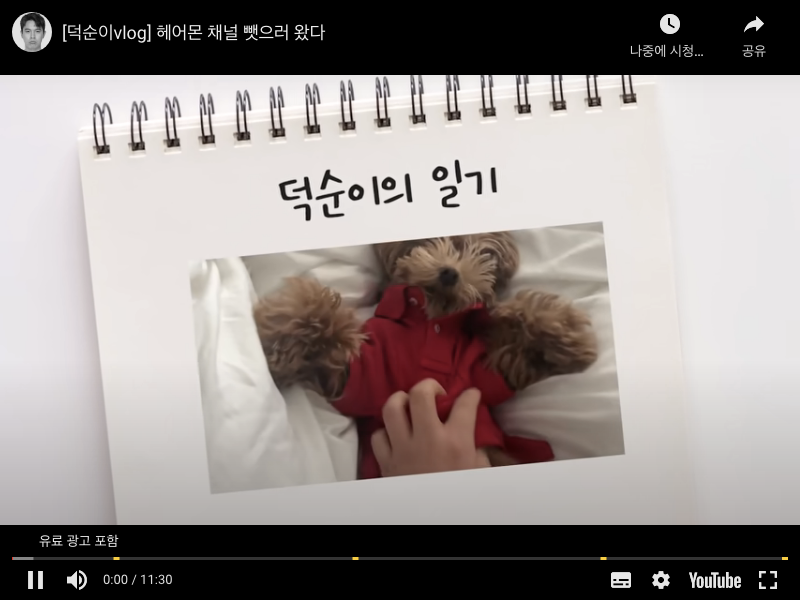 [덕순이vlog] 헤어몬 채널 뺏으러 왔다
나중에 시청...
공유
덕순이의 일기
유료 광고 포함
0:00 / 11:30
YouTube